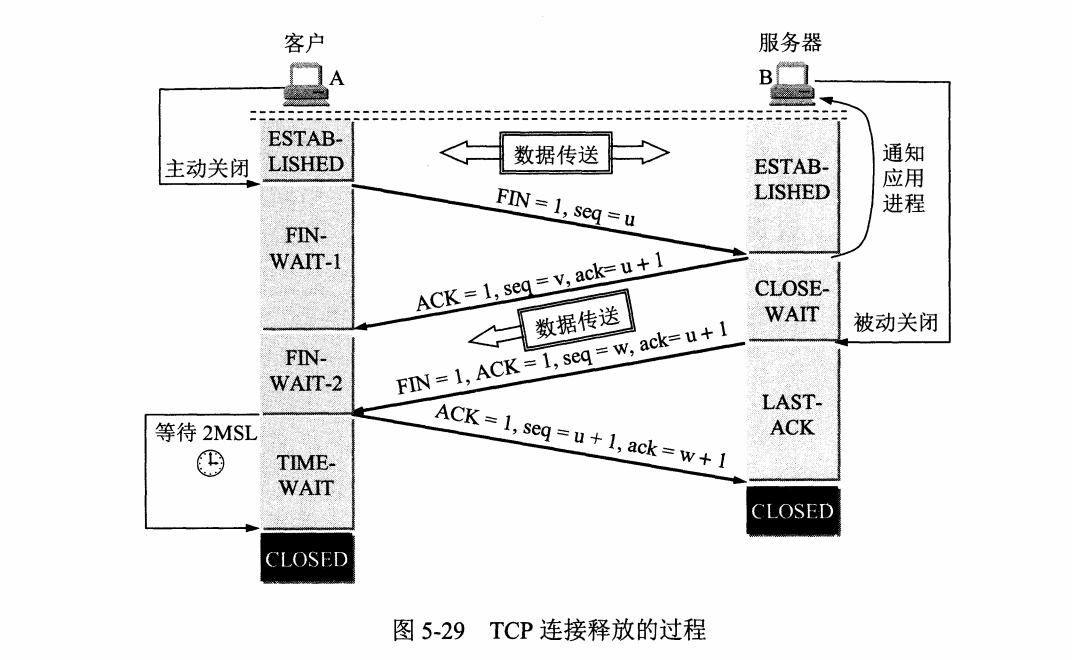 客户
服务器
A
B
ESTAB-
LISHED
数据传送
主动关闭
ESTAB-
LISHED
通知
应用
进程
FIN = 1, seq = u
FIN-
WAIT-1
ACK = 1, seq = v, ack= u + 1
CLOSE-
WAIT
数据传送
被动关闭
FIN-
WAIT-2
FIN = 1, ACK = 1, seq = w, ack= u + 1
LAST-
ACK
ACK = 1, seq = u + 1, ack = w + 1
等待 2MSL
TIME-
WAIT
CLOSED
CLOSED
图 5-29 TCP 连接释放的过程